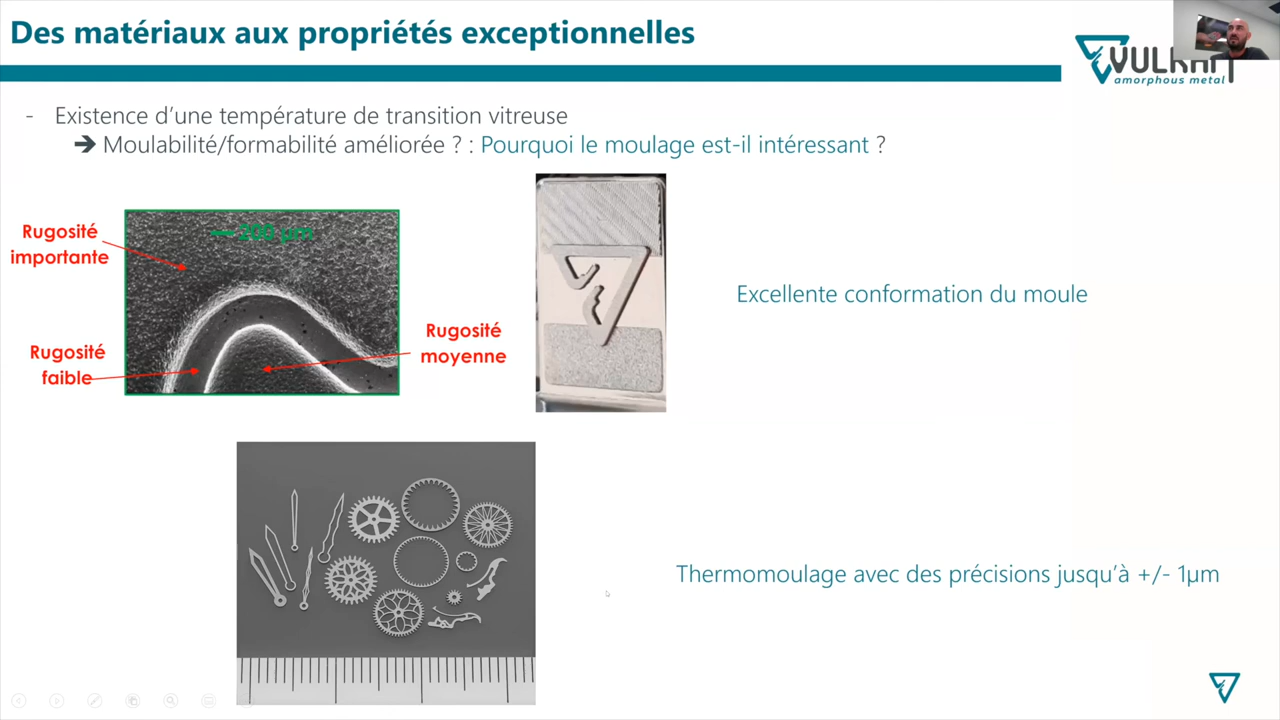 Des matériaux aux propriétés exceptionnelles
amorphous metal
- Existence d'une température de transition vitreuse
➔ Moulabilité/formabilité améliorée ? : Pourquoi le moulage est-il intéressant ?
Rugosité
importante
200 µm
Rugosité
faible
Rugosité
moyenne
Excellente conformation du moule
Thermomoulage avec des précisions jusqu'à +/- 1µm